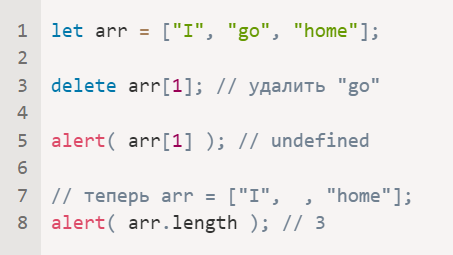 1 let arr = ["I", "go", "home"];
2
3 delete arr[1]; // удалить "go"
4
5 alert( arr[1] ); // undefined
6
7 // теперь arr = ["I",  , "home"];
8 alert( arr.length ); // 3